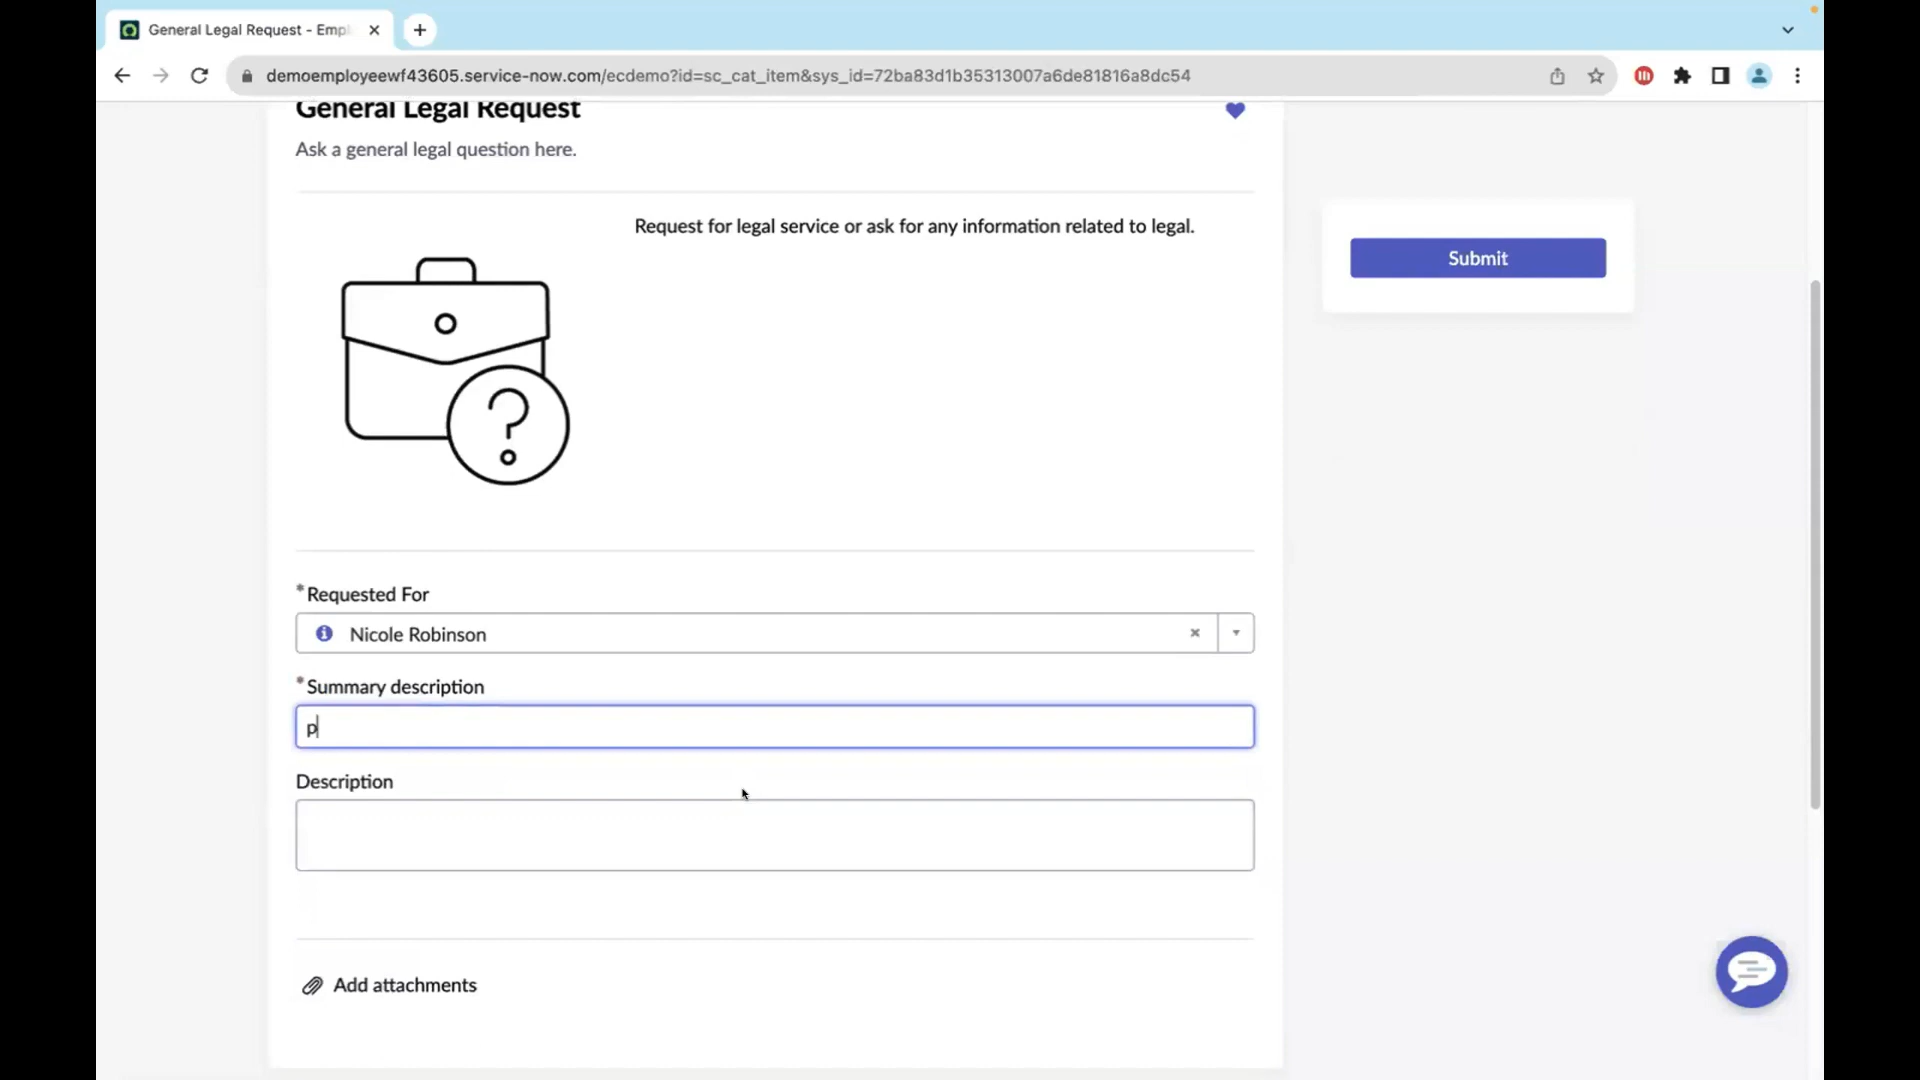 General Legal Request - Emp
demoemployeewf43605.service-now.com/ecdemo?id=sc_cat_item&sys_id=72ba83d1b35313007a6de81816a8dc54
General Legal Request
Ask a general legal question here.
Request for legal service or ask for any information related to legal.
Submit
?
*Requested For
Nicole Robinson
*Summary description
p
Description
Add attachments